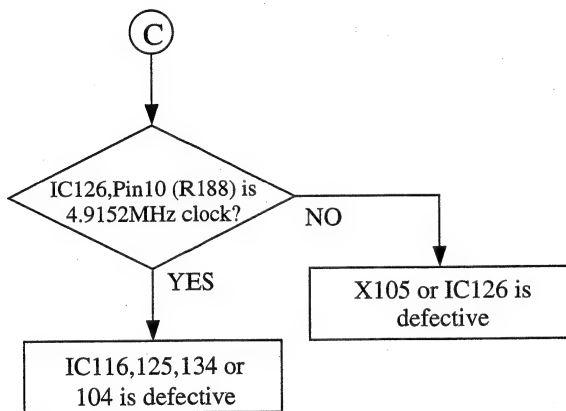 C
IC126,Pin10 (R188) is
4.9152MHz clock?
NO
YES
X105 or IC126 is
defective
IC116,125,134 or
104 is defective